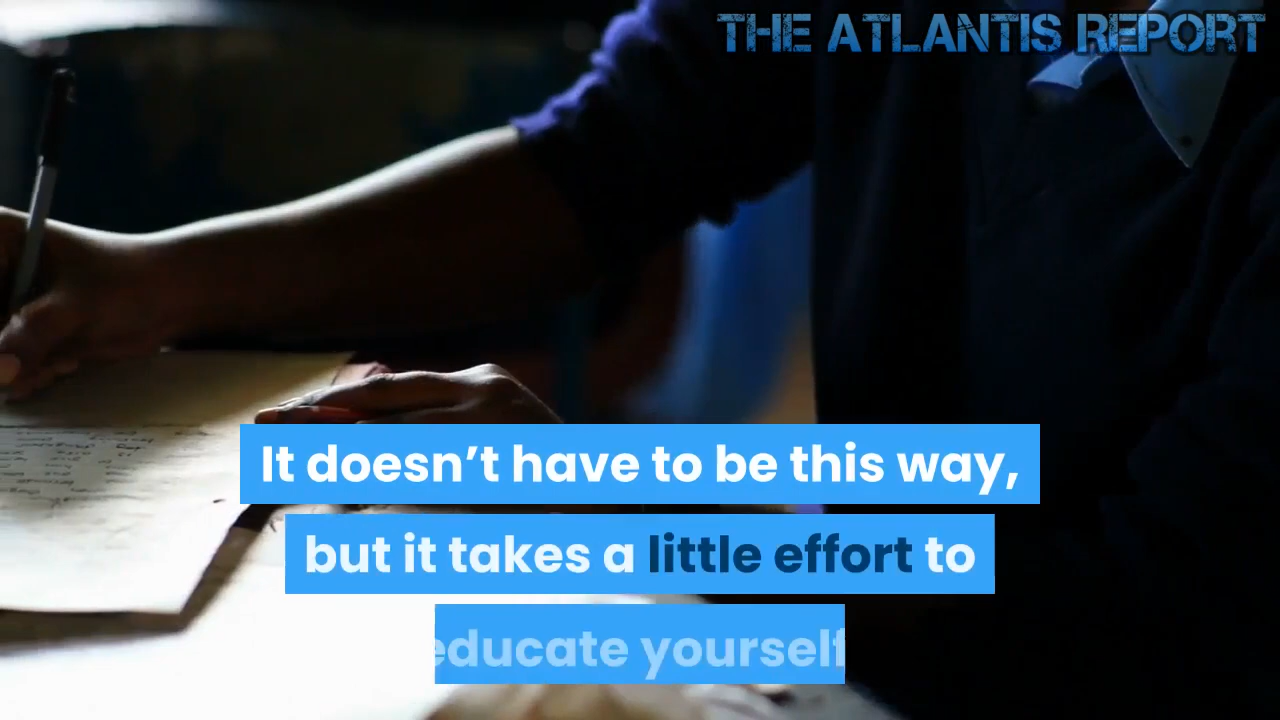 THE ATLANTIS REPORT
It doesn’t have to be this way,
but it takes a little effort to
educate yourself